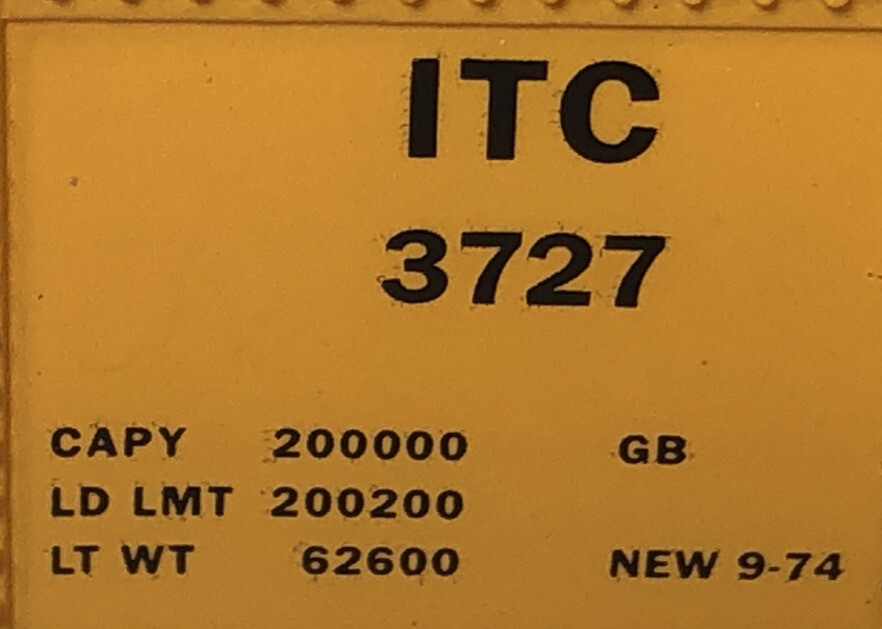 ITC
3727
CAPY 200000 GB
LD LMT 200200
LT WT 62600 NEW 9-74